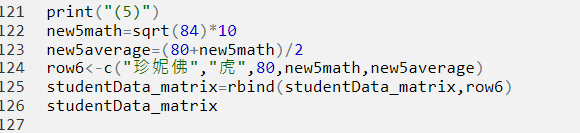 121 print("(5)")
122 new5math=sqrt(84)*10
123 new5average=(80+new5math)/2
124 row6<-c("珍妮佛","虎",80,new5math,new5average)
125 studentData_matrix=rbind(studentData_matrix,row6)
126 studentData_matrix
127